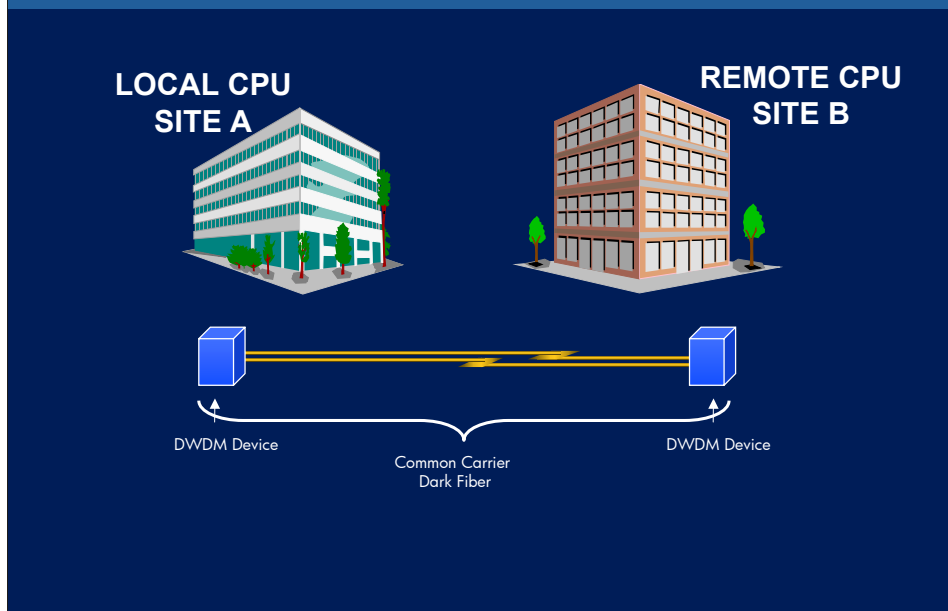 LOCAL CPU
SITE A
REMOTE CPU
SITE B
DWDM Device
DWDM Device
Common Carrier
Dark Fiber